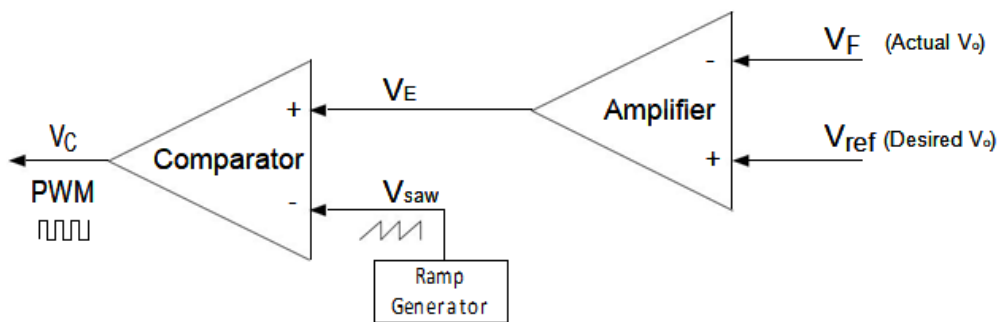 V_F (Actual V_o)
-
V_E
Amplifier
+
V_C
Comparator
V_ref (Desired V_o)
+
PWM
-
V_saw
Ramp
Generator